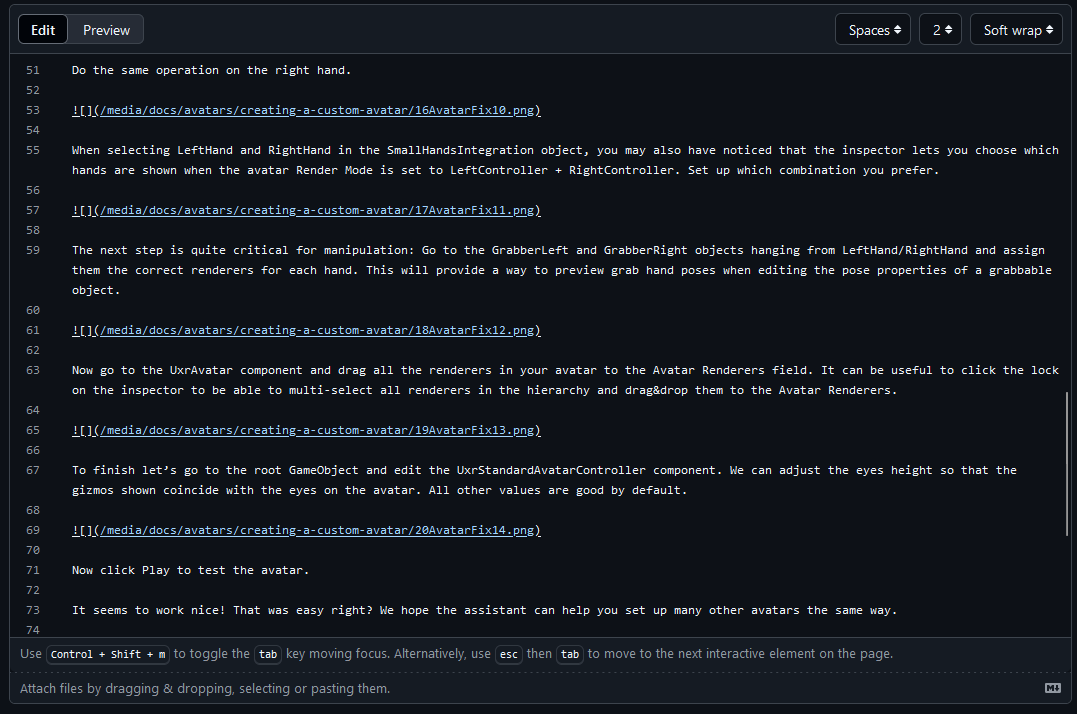 Edit Preview Spaces 2 Soft wrap
51 Do the same operation on the right hand.
52
53 ![](/media/docs/avatars/creating-a-custom-avatar/16AvatarFix10.png)
54
55 When selecting LeftHand and RightHand in the SmallHandsIntegration object, you may also have noticed that the inspector lets you choose which
hands are shown when the avatar Render Mode is set to LeftController + RightController. Set up which combination you prefer.
56
57 ![](/media/docs/avatars/creating-a-custom-avatar/17AvatarFix11.png)
58
59 The next step is quite critical for manipulation: Go to the GrabberLeft and GrabberRight objects hanging from LeftHand/RightHand and assign
them the correct renderers for each hand. This will provide a way to preview grab hand poses when editing the pose properties of a grabbable
object.
60
61 ![](/media/docs/avatars/creating-a-custom-avatar/18AvatarFix12.png)
62
63 Now go to the UxrAvatar component and drag all the renderers in your avatar to the Avatar Renderers field. It can be useful to click the lock
on the inspector to be able to multi-select all renderers in the hierarchy and drag&drop them to the Avatar Renderers.
64
65 ![](/media/docs/avatars/creating-a-custom-avatar/19AvatarFix13.png)
66
67 To finish let’s go to the root GameObject and edit the UxrStandardAvatarController component. We can adjust the eyes height so that the
gizmos shown coincide with the eyes on the avatar. All other values are good by default.
68
69 ![](/media/docs/avatars/creating-a-custom-avatar/20AvatarFix14.png)
70
71 Now click Play to test the avatar.
72
73 It seems to work nice! That was easy right? We hope the assistant can help you set up many other avatars the same way.
74
Use Control + Shift + m to toggle the tab key moving focus. Alternatively, use esc then tab to move to the next interactive element on the page.
Attach files by dragging & dropping, selecting or pasting them.